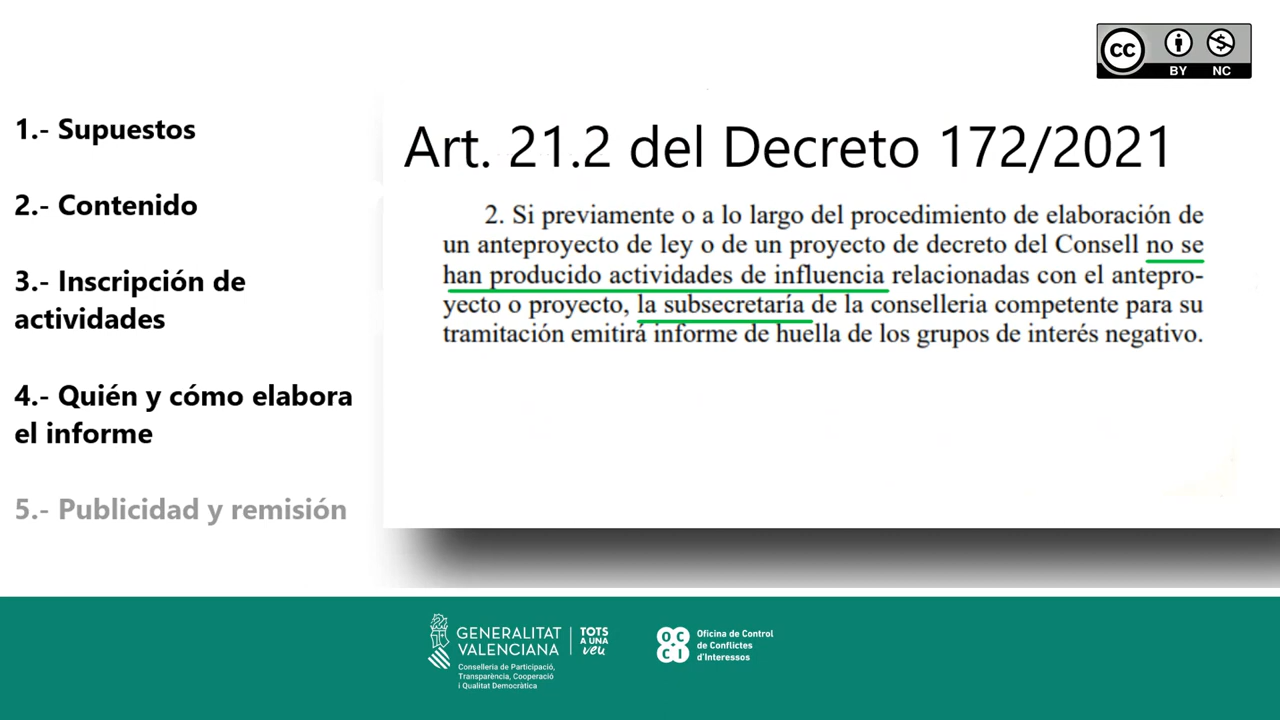 CC
BY NC
1.- Supuestos
2.- Contenido
3.- Inscripción de
actividades
4.- Quién y cómo elabora
el informe
5.- Publicidad y remisión
Art. 21.2 del Decreto 172/2021
2. Si previamente o a lo largo del procedimiento de elaboración de
un anteproyecto de ley o de un proyecto de decreto del Consell no se
han producido actividades de influencia relacionadas con el antepro-
yecto o proyecto, la subsecretaría de la conselleria competente para su
tramitación emitirá informe de huella de los grupos de interés negativo.
GENERALITAT
VALENCIANA
Conselleria de Participació,
Transparència, Cooperació
i Qualitat Democràtica
TOTS
A UNA
veu
OC
CI
Oficina de Control
de Conflictes
d'Interessos